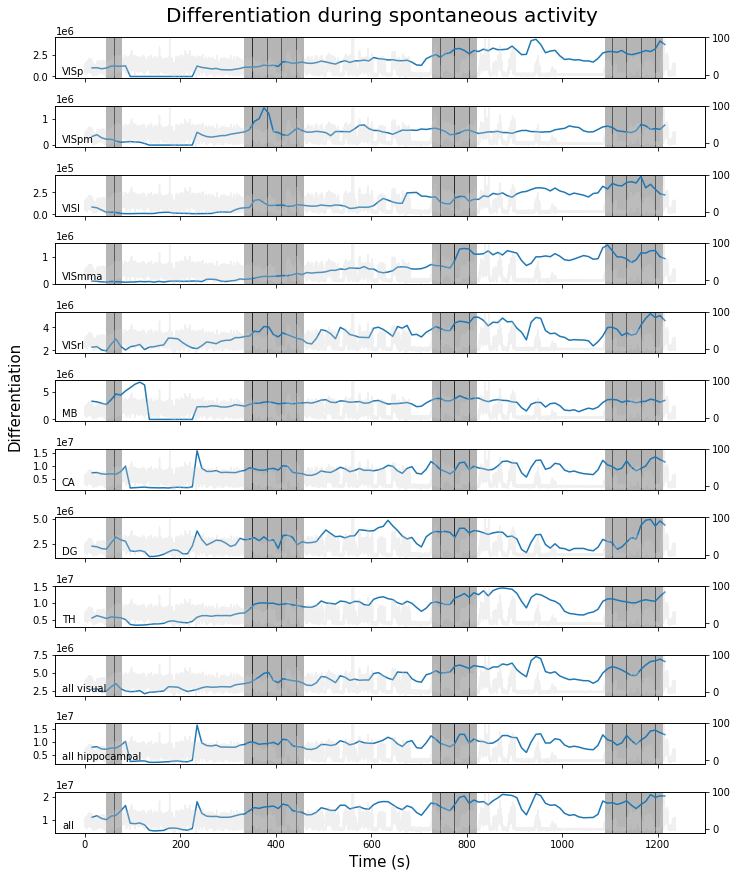 Differentiation during spontaneous activity
1e6
100
2.5
VISp
0.0
0
1e6
100
1
VISpm
0
0
1e5
100
2.5
VISl
0.0
0
1e6
100
1
VISmma
0
0
1e6
100
4
VISrl
2
0
1e6
100
5
MB
0
0
1e7
100
1.5
1.0
0.5
CA
0
1e6
5.0
100
2.5
DG
0
1e7
1.5
100
1.0
0.5
TH
0
1e6
7.5
100
5.0
2.5
all visual
0
1e7
100
1.5
1.0
0.5
all hippocampal
0
1e7
100
2
1
all
0
0 200 400 600 800 1000 1200
Time (s)
Differentiation